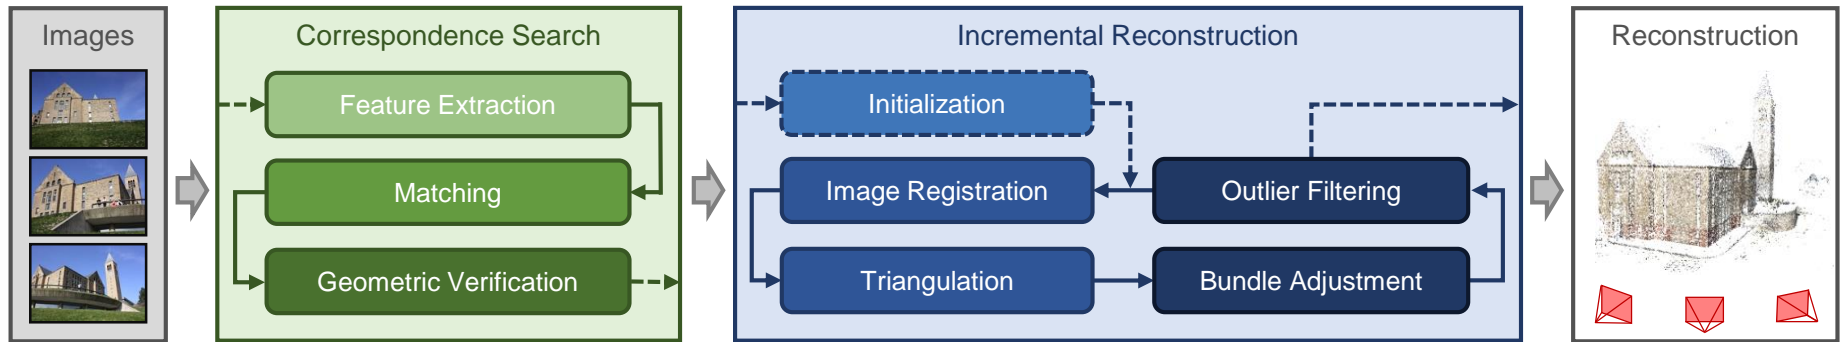 Images
Correspondence Search
Feature Extraction
Matching
Geometric Verification
Incremental Reconstruction
Initialization
Image Registration
Outlier Filtering
Triangulation
Bundle Adjustment
Reconstruction